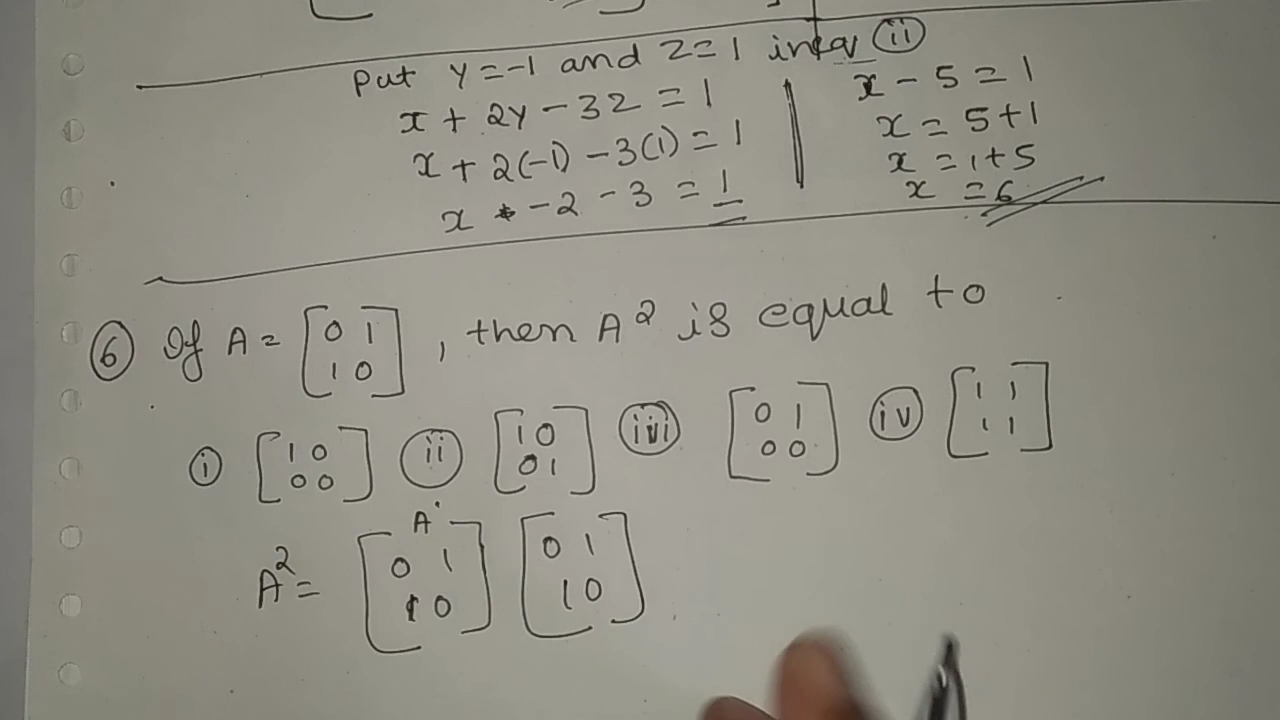 Put y = -1 and z = 1 in eq (ii)
x + 2y - 3z = 1
x + 2(-1) - 3(1) = 1
x - 2 - 3 = 1
x - 5 = 1
x = 5 + 1
x = 1 + 5
x = 6
(6) If A = [0 1
1 0], then A² is equal to
(i) [1 0 (ii) [1 0 (iii) [0 1 (iv) [1 1
0 0] 0 1] 0 0] 1 1]
A
A² = [0 1 [0 1
1 0] 1 0]